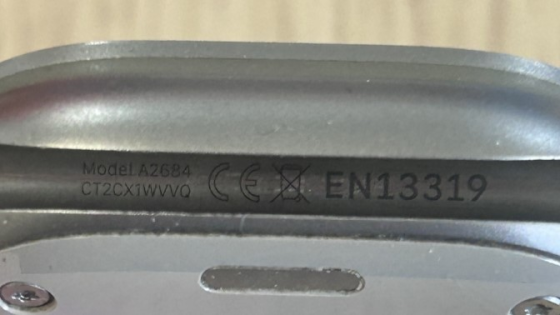 Model A2684
CT2CX1WVVQ
CE
EN13319